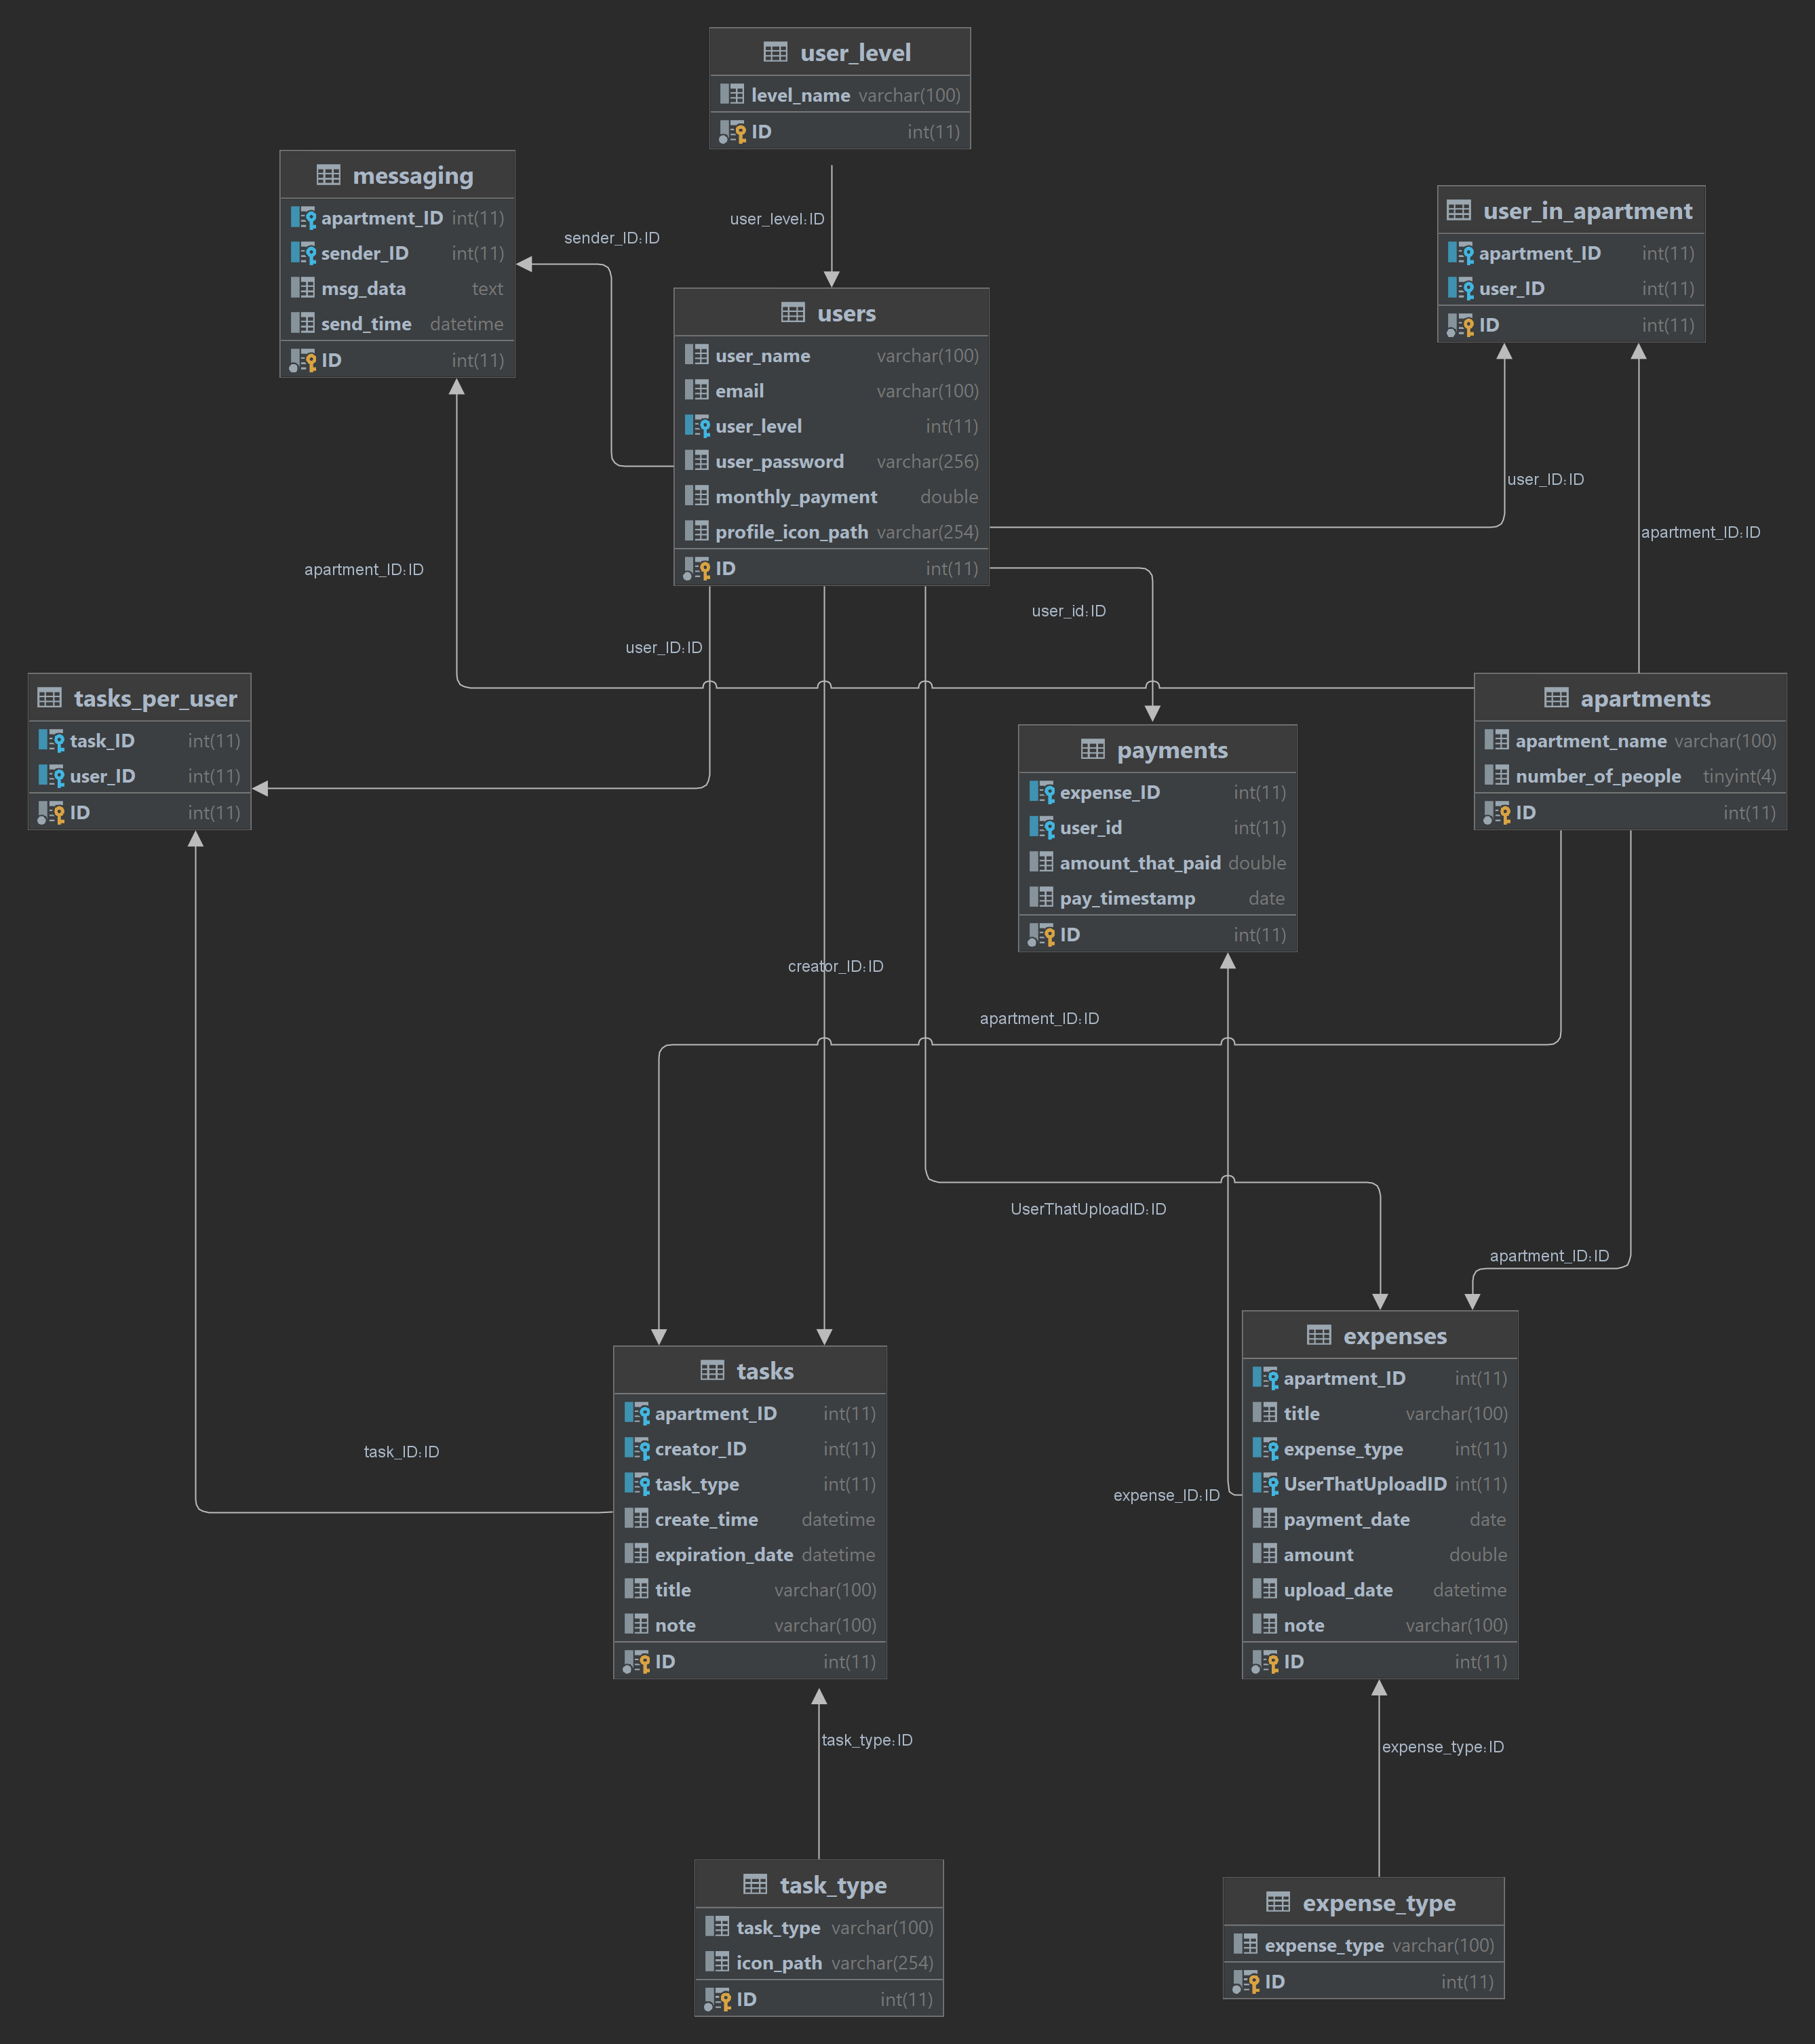 user_level
level_name varchar(100)
ID int(11)
messaging
apartment_ID int(11)
sender_ID int(11)
msg_data text
send_time datetime
ID int(11)
sender_ID:ID
user_level:ID
user_in_apartment
apartment_ID int(11)
user_ID int(11)
ID int(11)
users
user_name varchar(100)
email varchar(100)
user_level int(11)
user_password varchar(256)
monthly_payment double
profile_icon_path varchar(254)
ID int(11)
user_ID:ID
apartment_ID:ID
apartment_ID:ID
user_id:ID
user_ID:ID
tasks_per_user
task_ID int(11)
user_ID int(11)
ID int(11)
apartments
apartment_name varchar(100)
number_of_people tinyint(4)
ID int(11)
payments
expense_ID int(11)
user_id int(11)
amount_that_paid double
pay_timestamp date
ID int(11)
creator_ID:ID
apartment_ID:ID
UserThatUploadID:ID
apartment_ID:ID
tasks
apartment_ID int(11)
creator_ID int(11)
task_type int(11)
create_time datetime
expiration_date datetime
title varchar(100)
note varchar(100)
ID int(11)
task_ID:ID
expense_ID:ID
expenses
apartment_ID int(11)
title varchar(100)
expense_type int(11)
UserThatUploadID int(11)
payment_date date
amount double
upload_date datetime
note varchar(100)
ID int(11)
task_type:ID
expense_type:ID
task_type
task_type varchar(100)
icon_path varchar(254)
ID int(11)
expense_type
expense_type varchar(100)
ID int(11)